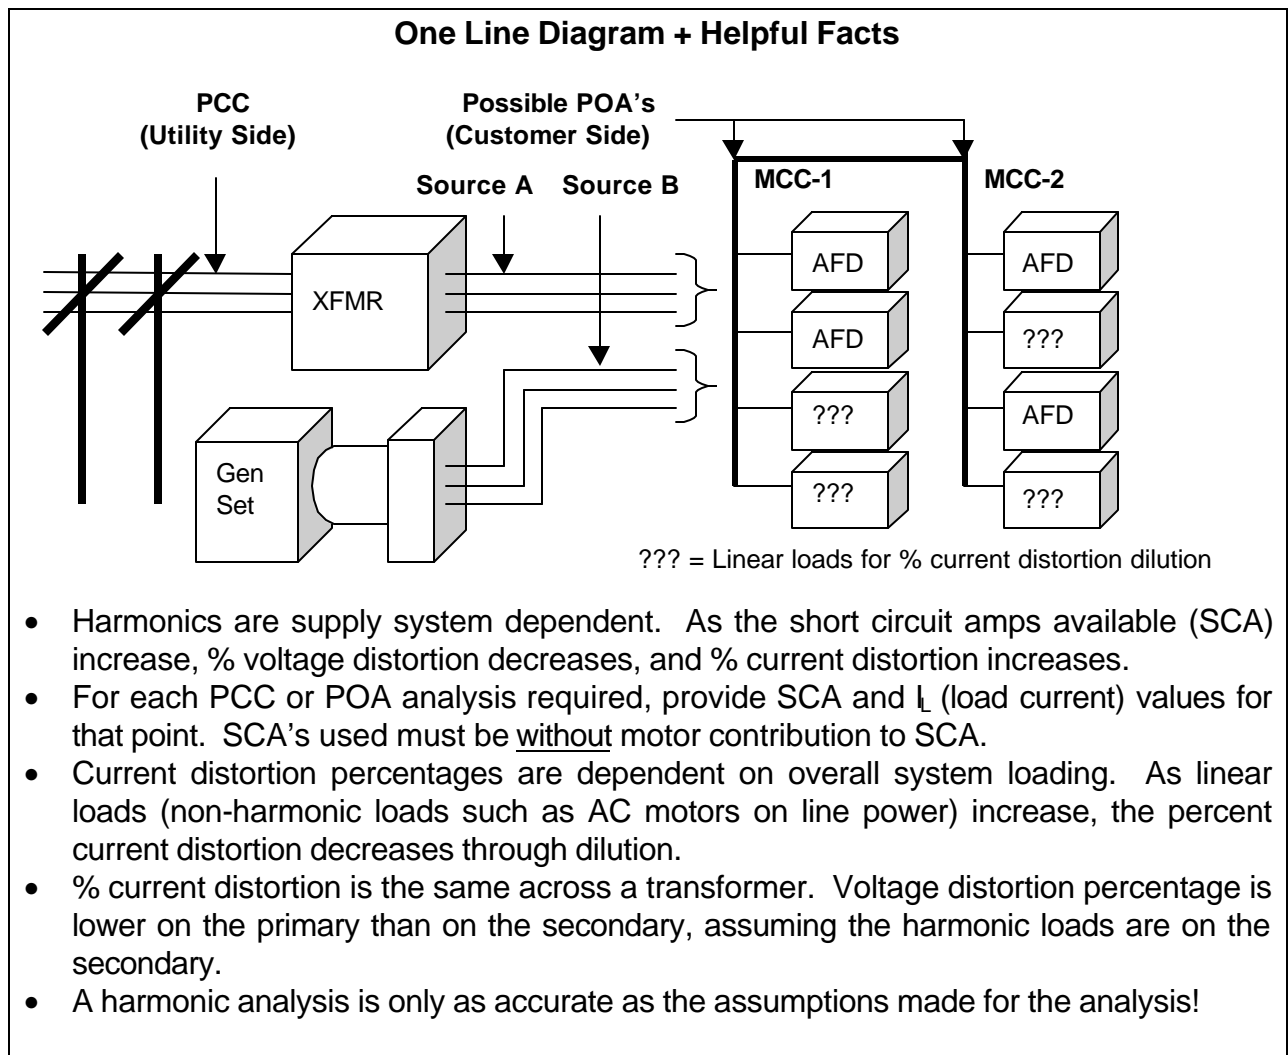 One Line Diagram + Helpful Facts
PCC
(Utility Side)
Possible POA’s
(Customer Side)
Source A
Source B
MCC-1
MCC-2
XFMR
AFD
AFD
???
???
AFD
???
AFD
???
Gen
Set
??? = Linear loads for % current distortion dilution
• Harmonics are supply system dependent. As the short circuit amps available (SCA)
increase, % voltage distortion decreases, and % current distortion increases.
• For each PCC or POA analysis required, provide SCA and IL (load current) values for
that point. SCA’s used must be without motor contribution to SCA.
• Current distortion percentages are dependent on overall system loading. As linear
loads (non-harmonic loads such as AC motors on line power) increase, the percent
current distortion decreases through dilution.
• % current distortion is the same across a transformer. Voltage distortion percentage is
lower on the primary than on the secondary, assuming the harmonic loads are on the
secondary.
• A harmonic analysis is only as accurate as the assumptions made for the analysis!